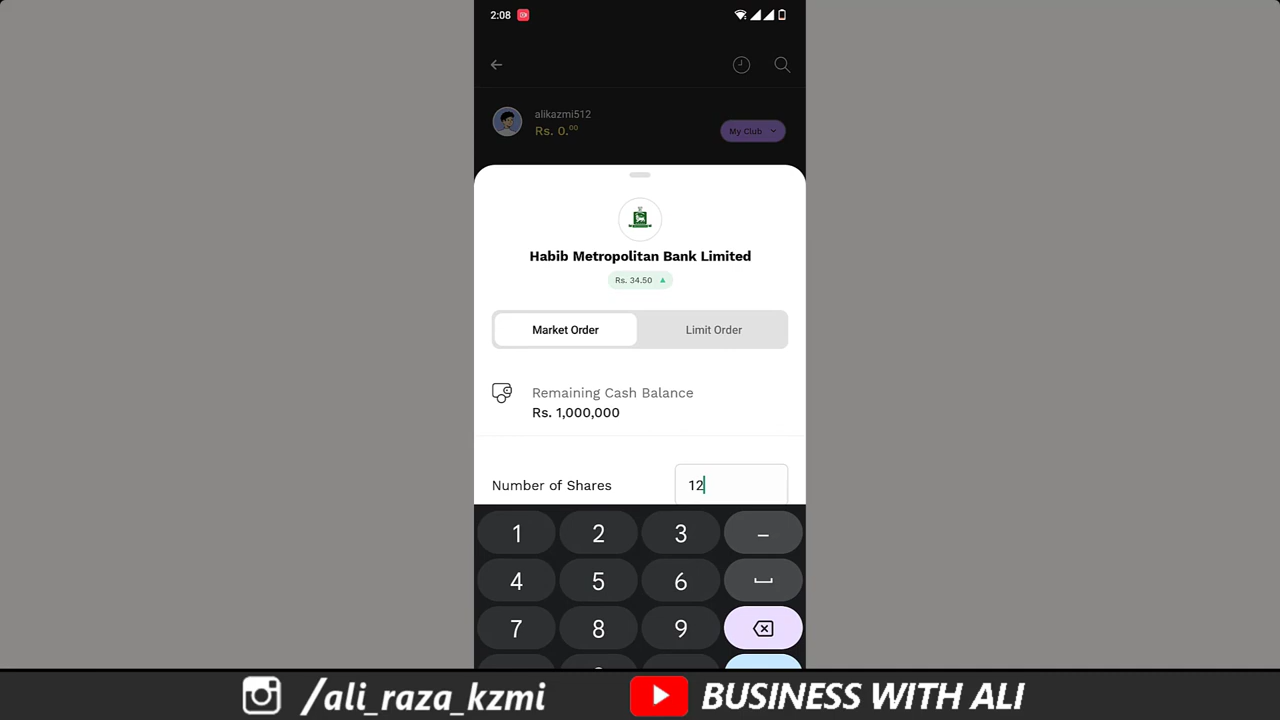 2:08
alikazmi512
Rs. 0.00
My Club
Habib Metropolitan Bank Limited
Rs. 34.50 ▲
Market Order
Limit Order
Remaining Cash Balance
Rs. 1,000,000
Number of Shares
12
1 2 3 –
4 5 6
7 8 9
/ali_raza_kzmi
BUSINESS WITH ALI